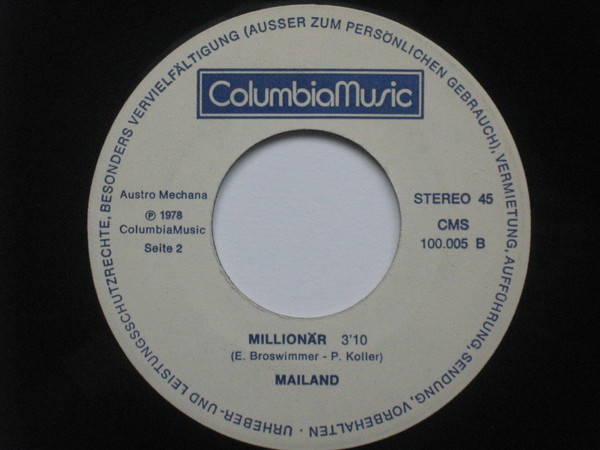 URHEBER- UND LEISTUNGSSCHUTZRECHTE, BESONDERS VERVIELFÄLTIGUNG (AUSSER ZUM PERSÖNLICHEN GEBRAUCH), VERMIETUNG, AUFFÜHRUNG, SENDUNG, VORBEHALTEN ·
ColumbiaMusic
Austro Mechana
℗ 1978
ColumbiaMusic
Seite 2
STEREO 45
CMS
100.005 B
MILLIONÄR 3'10
(E. Broswimmer - P. Koller)
MAILAND